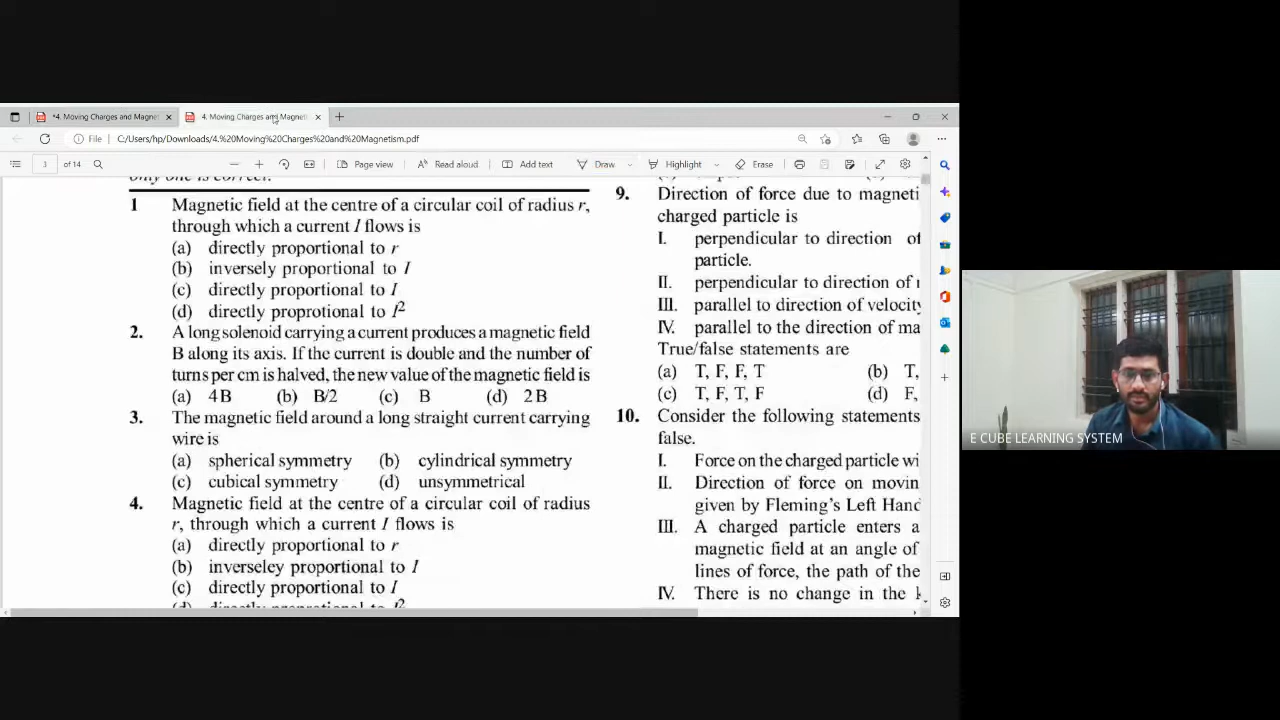 *4. Moving Charges and Magnet
4. Moving Charges and Magneti
File
C:/Users/hp/Downloads/4.%20Moving%20Charges%20and%20Magnetism.pdf
3 of 14
Page view
Read aloud
Add text
Draw
Highlight
Erase
only one is correct.
1 Magnetic field at the centre of a circular coil of radius r,
through which a current I flows is
(a) directly proportional to r
(b) inversely proportional to I
(c) directly proportional to I
(d) directly proprotional to I²
2. A long solenoid carrying a current produces a magnetic field
B along its axis. If the current is double and the number of
turns per cm is halved, the new value of the magnetic field is
(a) 4B (b) B/2 (c) B (d) 2B
3. The magnetic field around a long straight current carrying
wire is
(a) spherical symmetry (b) cylindrical symmetry
(c) cubical symmetry (d) unsymmetrical
4. Magnetic field at the centre of a circular coil of radius
r, through which a current I flows is
(a) directly proportional to r
(b) inverseley proportional to I
(c) directly proportional to I
9. Direction of force due to magneti
charged particle is
I. perpendicular to direction of
particle.
II. perpendicular to direction of
III. parallel to direction of velocity
IV. parallel to the direction of ma
True/false statements are
(a) T, F, F, T (b) T,
(c) T, F, T, F (d) F,
10. Consider the following statements
false.
I. Force on the charged particle wi
II. Direction of force on movin
given by Fleming's Left Hand
III. A charged particle enters a
magnetic field at an angle of
lines of force, the path of the
IV. There is no change in the k
E CUBE LEARNING SYSTEM